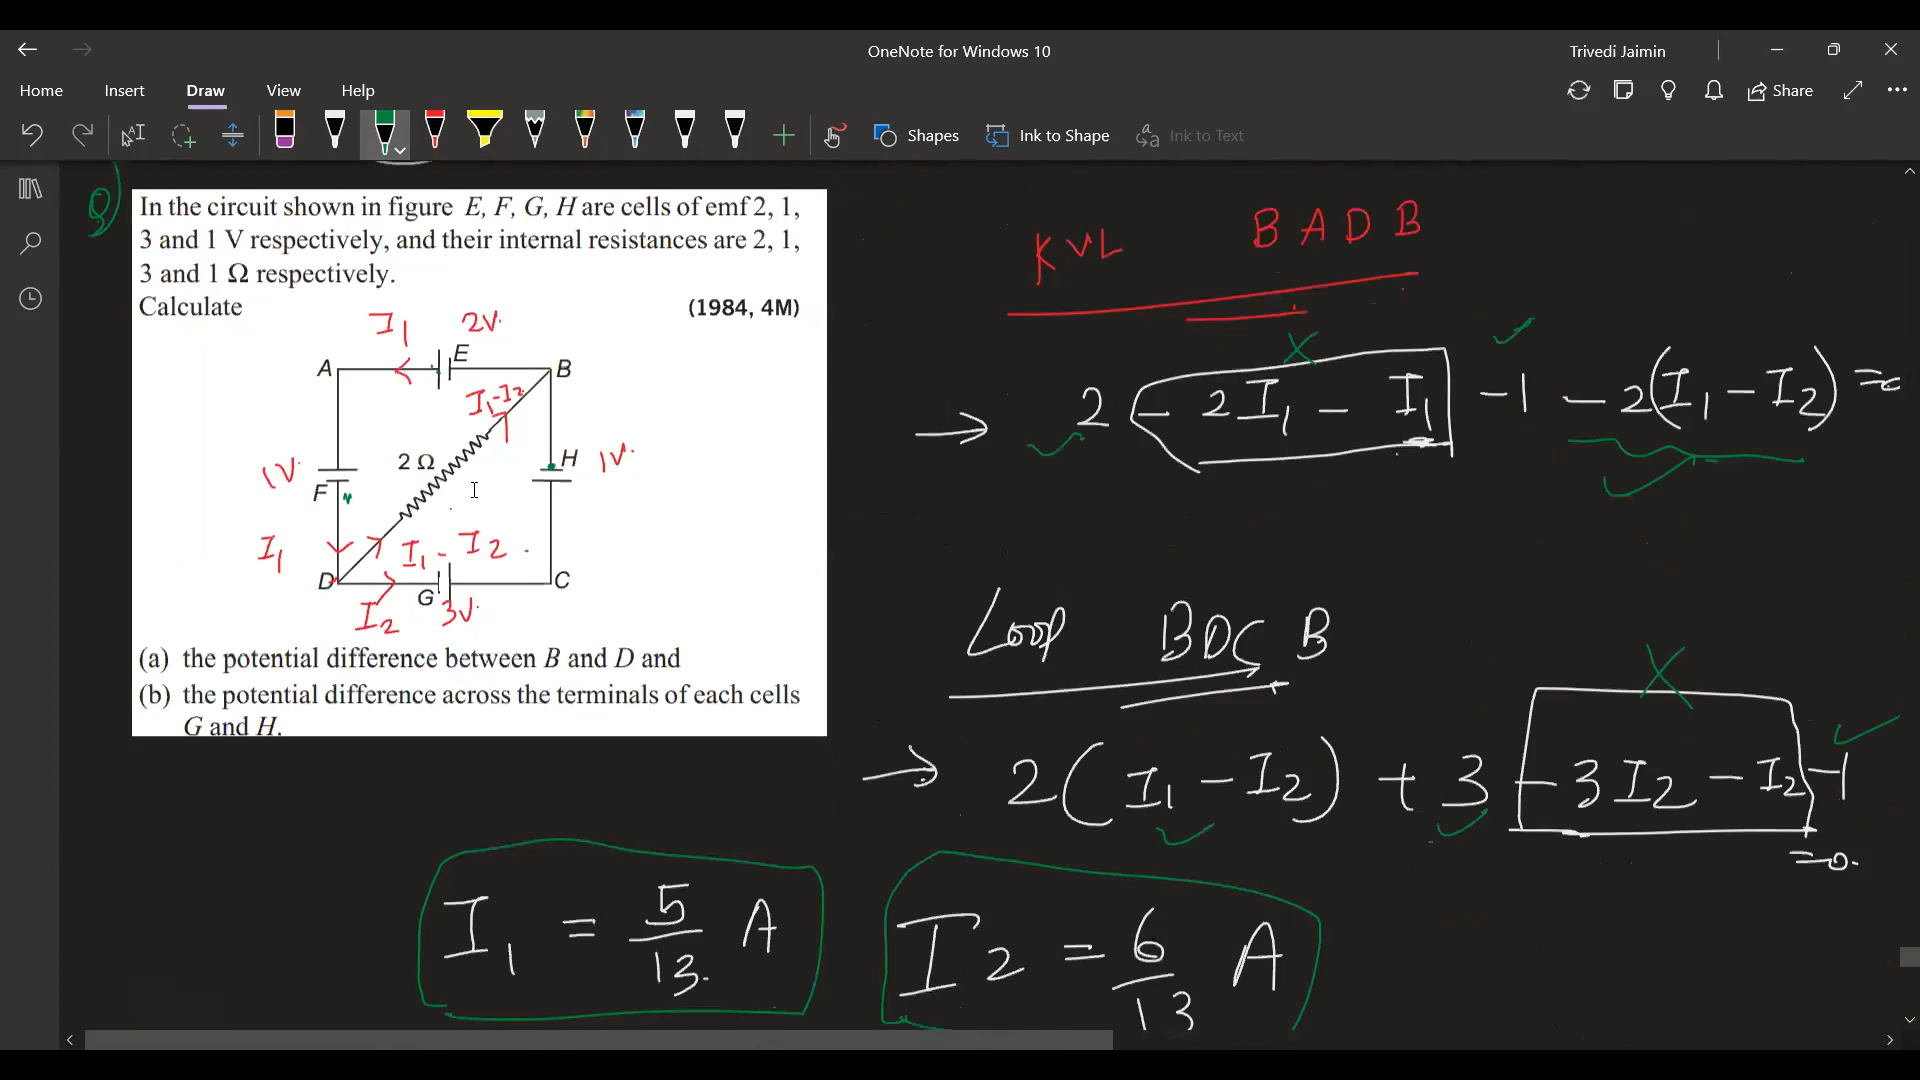 OneNote for Windows 10
Trivedi Jaimin
Home Insert Draw View Help
Share
Shapes
Ink to Shape
Ink to Text
Q)
In the circuit shown in figure E, F, G, H are cells of emf 2, 1,
3 and 1 V respectively, and their internal resistances are 2, 1,
3 and 1 Ω respectively.
Calculate (1984, 4M)
I₁ 2V.
A E B
I₁-I₂
2 Ω
1V. F
H 1V.
I₁
I₁ - I₂
D G C
I₂ 3V.
(a) the potential difference between B and D and
(b) the potential difference across the terminals of each cells
G and H.
KVL B A D B
→ 2 - 2I₁ - I₁ - 1 - 2(I₁ - I₂) = 0
Loop BDCB
→ 2(I₁ - I₂) + 3 - 3I₂ - I₂ - 1
= 0.
I₁ = 5/13. A
I₂ = 6/13 A